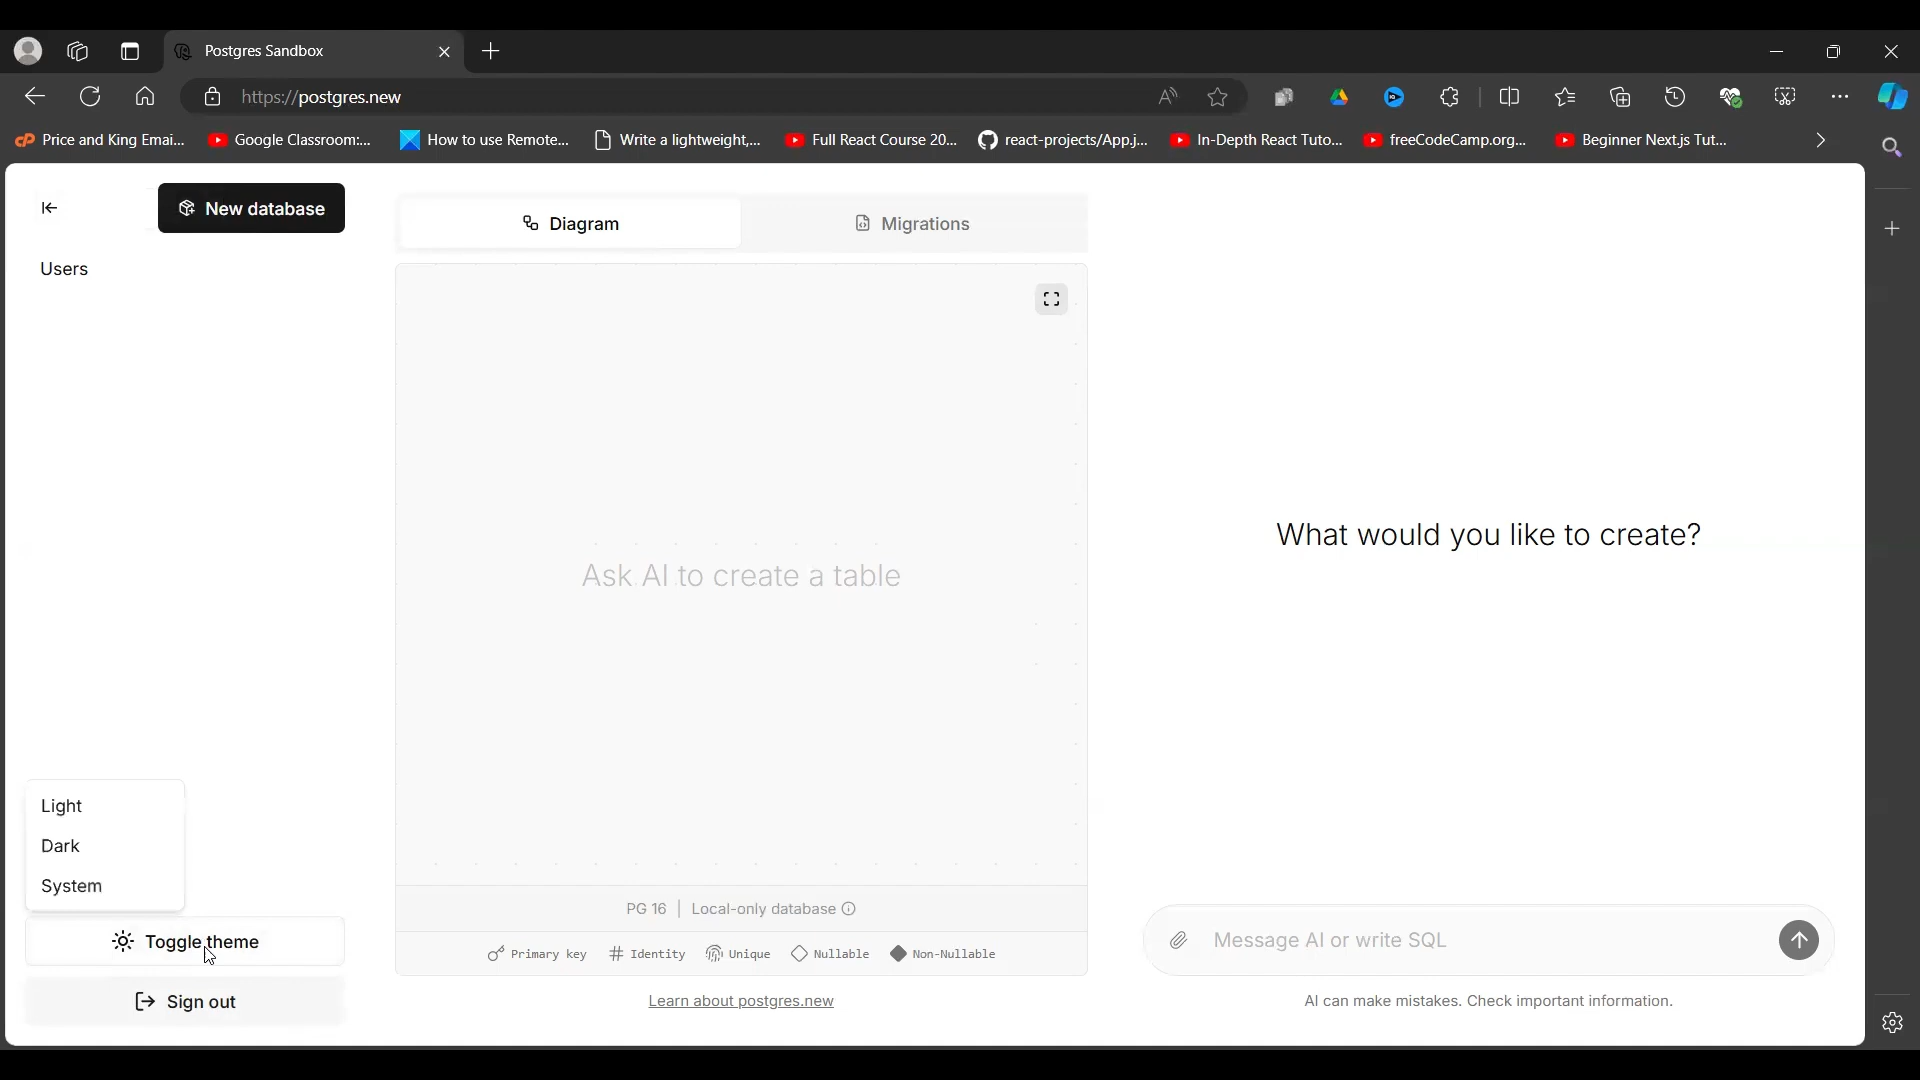 Postgres Sandbox
https://postgres.new
Price and King Emai...
Google Classroom:...
How to use Remote...
Write a lightweight,...
Full React Course 20...
react-projects/App.j...
In-Depth React Tuto...
freeCodeCamp.org...
Beginner Next.js Tut...
New database
Users
Diagram
Migrations
Ask AI to create a table
What would you like to create?
Light
Dark
System
Toggle theme
Sign out
PG 16 | Local-only database
Primary key
Identity
Unique
Nullable
Non-Nullable
Learn about postgres.new
Message AI or write SQL
AI can make mistakes. Check important information.